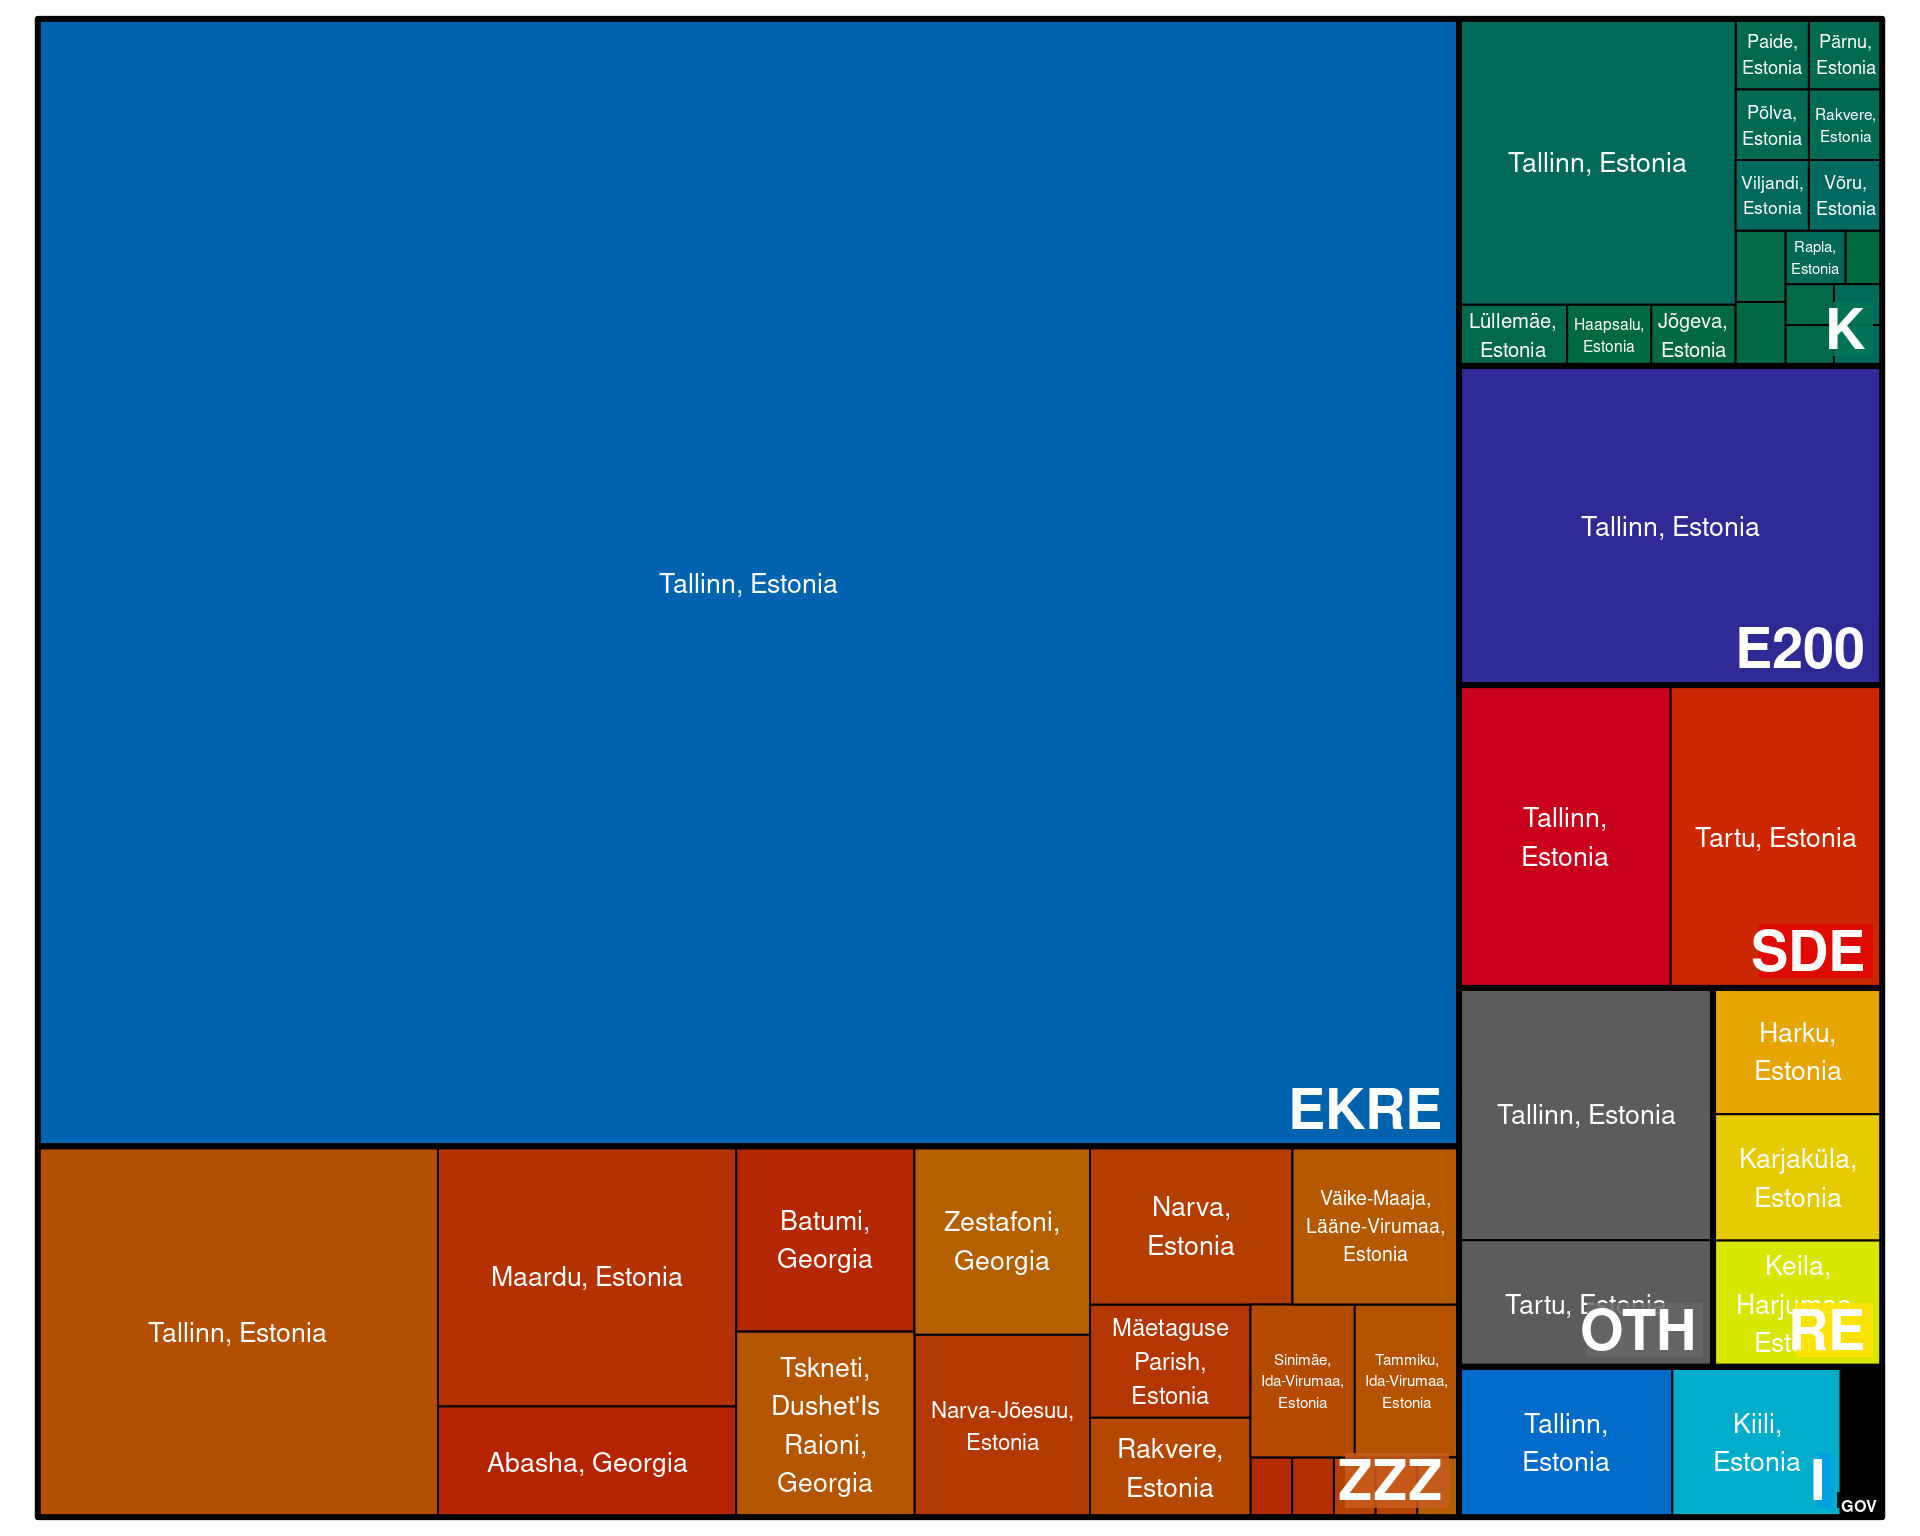 Tallinn, Estonia
EKRE
Tallinn, Estonia
Maardu, Estonia
Abasha, Georgia
Batumi,
Georgia
Tskneti,
Dushet'Is
Raioni,
Georgia
Zestafoni,
Georgia
Narva-Jõesuu,
Estonia
Narva,
Estonia
Väike-Maaja,
Lääne-Virumaa,
Estonia
Mäetaguse
Parish,
Estonia
Rakvere,
Estonia
Sinimäe,
Ida-Virumaa,
Estonia
Tammiku,
Ida-Virumaa,
Estonia
ZZZ
Tallinn, Estonia
Lüllemäe,
Estonia
Haapsalu,
Estonia
Jõgeva,
Estonia
Paide,
Estonia
Pärnu,
Estonia
Põlva,
Estonia
Rakvere,
Estonia
Viljandi,
Estonia
Võru,
Estonia
Rapla,
Estonia
K
Tallinn, Estonia
E200
Tallinn,
Estonia
Tartu, Estonia
SDE
Tallinn, Estonia
Tartu, Estonia
OTH
Harku,
Estonia
Karjaküla,
Estonia
Keila,
Harjumaa,
Estonia
RE
Tallinn,
Estonia
Kiili,
Estonia
I
GOV